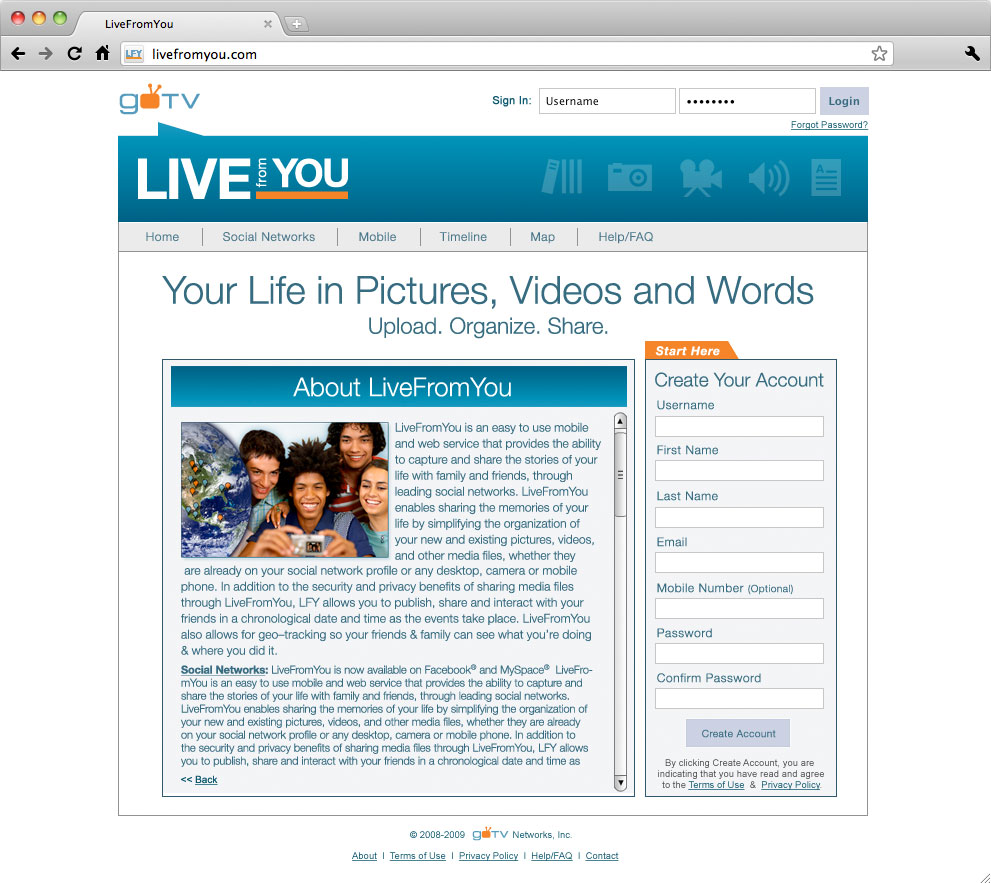 LiveFromYou
LFY livefromyou.com
goTV
Sign In: Username •••••••• Login
Forgot Password?
LIVE from YOU
A
Home Social Networks Mobile Timeline Map Help/FAQ
Your Life in Pictures, Videos and Words
Upload. Organize. Share.
About LiveFromYou
LiveFromYou is an easy to use mobile
and web service that provides the ability
to capture and share the stories of your
life with family and friends, through
leading social networks. LiveFromYou
enables sharing the memories of your
life by simplifying the organization of
your new and existing pictures, videos,
and other media files, whether they
are already on your social network profile or any desktop, camera or mobile
phone. In addition to the security and privacy benefits of sharing media files
through LiveFromYou, LFY allows you to publish, share and interact with your
friends in a chronological date and time as the events take place. LiveFromYou
also allows for geo–tracking so your friends & family can see what you're doing
& where you did it.
Social Networks: LiveFromYou is now available on Facebook® and MySpace® LiveFro-
mYou is an easy to use mobile and web service that provides the ability to capture and
share the stories of your life with family and friends, through leading social networks.
LiveFromYou enables sharing the memories of your life by simplifying the organization of
your new and existing pictures, videos, and other media files, whether they are already
on your social network profile or any desktop, camera or mobile phone. In addition to
the security and privacy benefits of sharing media files through LiveFromYou, LFY allows
you to publish, share and interact with your friends in a chronological date and time as
<< Back
Start Here
Create Your Account
Username
First Name
Last Name
Email
Mobile Number (Optional)
Password
Confirm Password
Create Account
By clicking Create Account, you are
indicating that you have read and agree
to the Terms of Use & Privacy Policy
© 2008-2009 goTV Networks, Inc.
About | Terms of Use | Privacy Policy | Help/FAQ | Contact